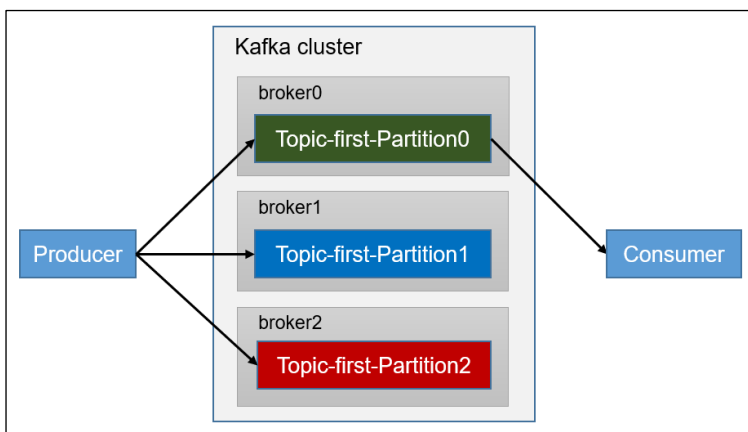 Kafka cluster
broker0
Topic-first-Partition0
broker1
Producer
Topic-first-Partition1
Consumer
broker2
Topic-first-Partition2